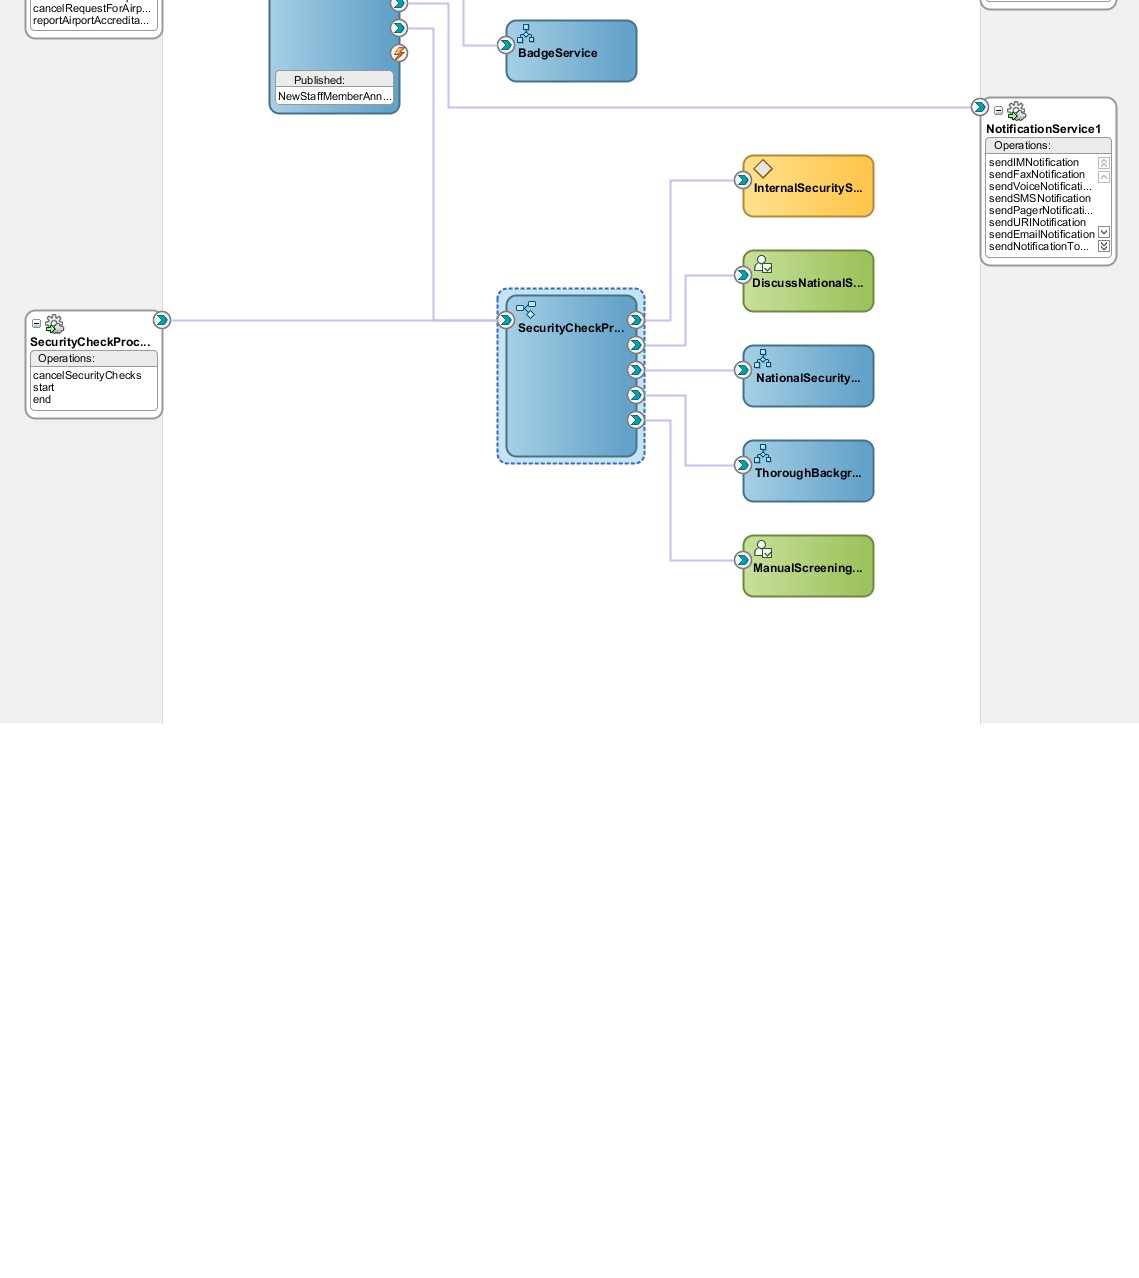 cancelRequestForAirp...
reportAirportAccredita...
BadgeService
Published:
NewStaffMemberAnn...
NotificationService1
Operations:
sendIMNotification
sendFaxNotification
sendVoiceNotificati...
sendSMSNotification
sendPagerNotificati...
sendURINotification
sendEmailNotification
sendNotificationTo...
InternalSecurityS...
DiscussNationalS...
SecurityCheckProc...
Operations:
cancelSecurityChecks
start
end
SecurityCheckPr...
NationalSecurity...
ThoroughBackgr...
ManualScreening...